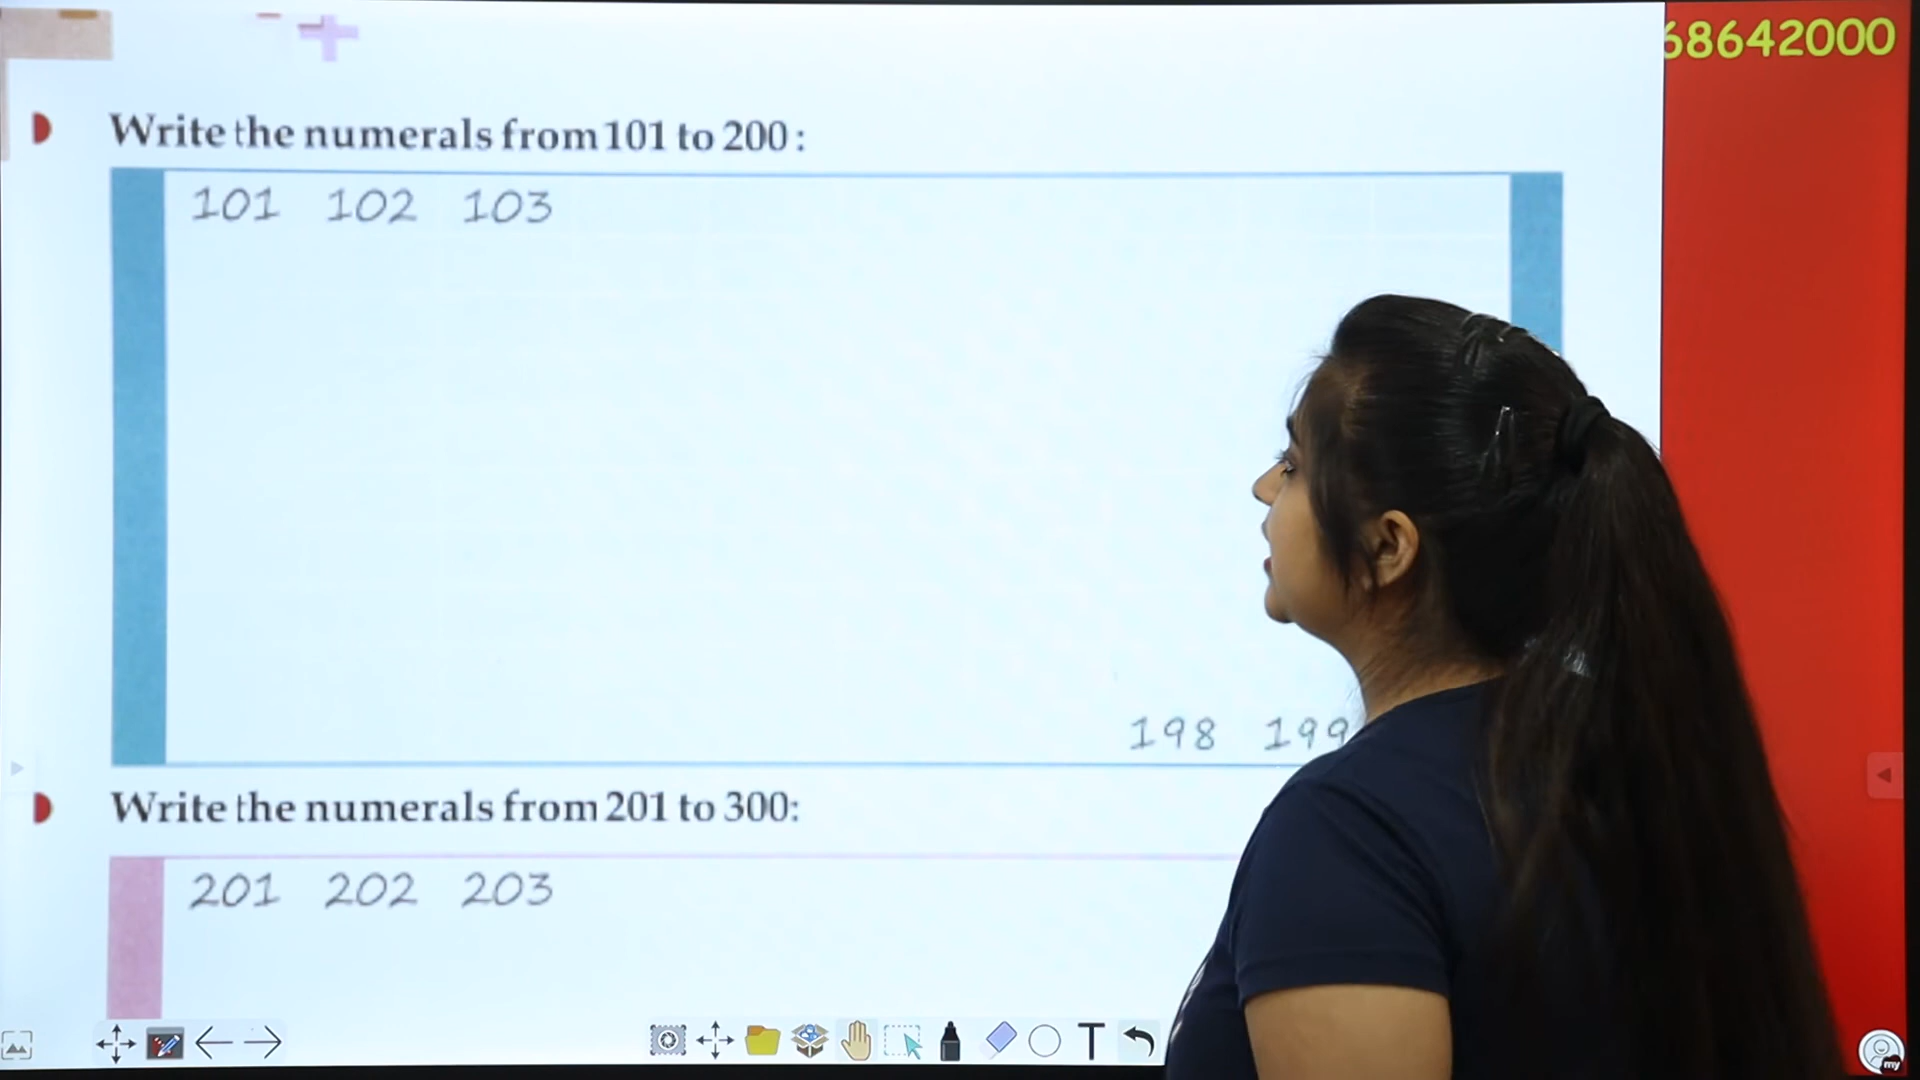 68642000
Write the numerals from 101 to 200 :
101 102 103
198 199
Write the numerals from 201 to 300:
201 202 203
T
my